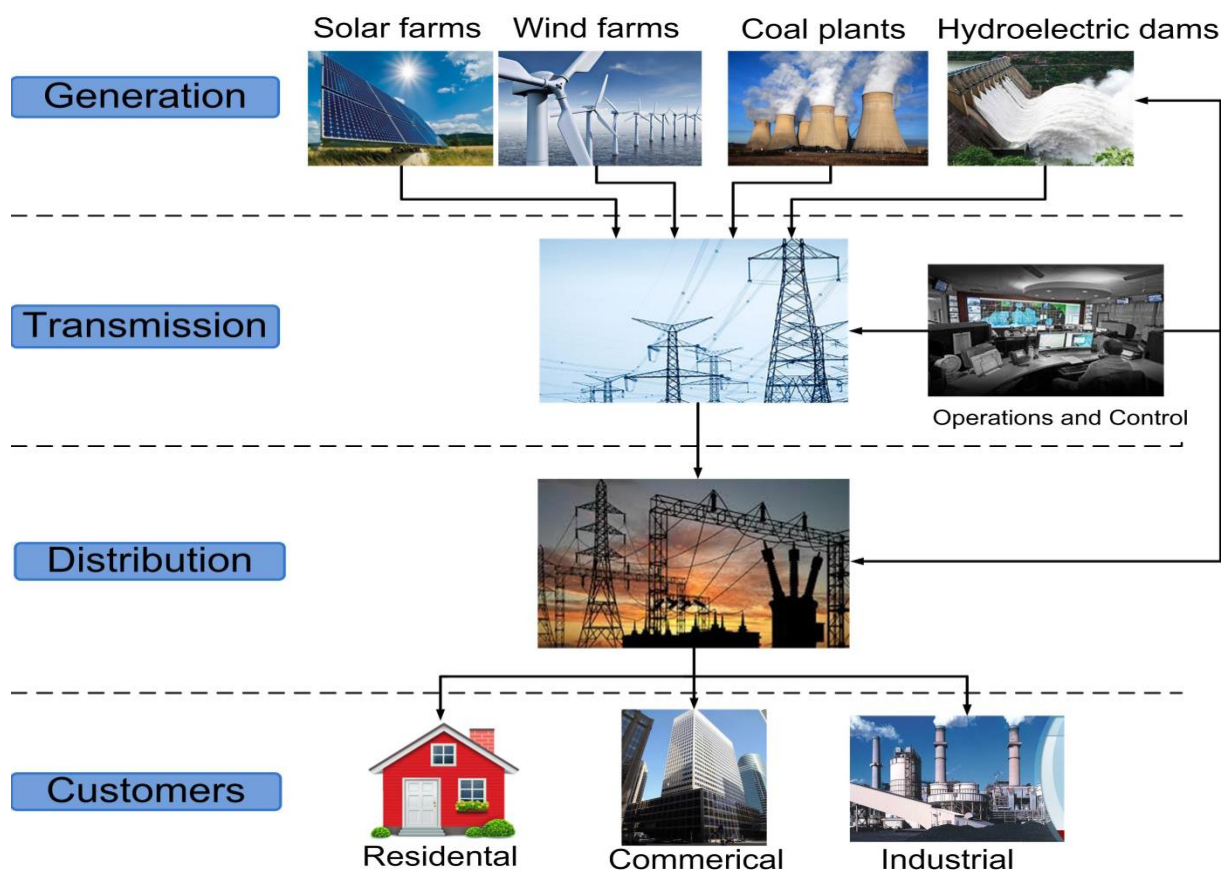 Solar farms
Wind farms
Coal plants
Hydroelectric dams
Generation
Transmission
Operations and Control
Distribution
Customers
Residental
Commerical
Industrial